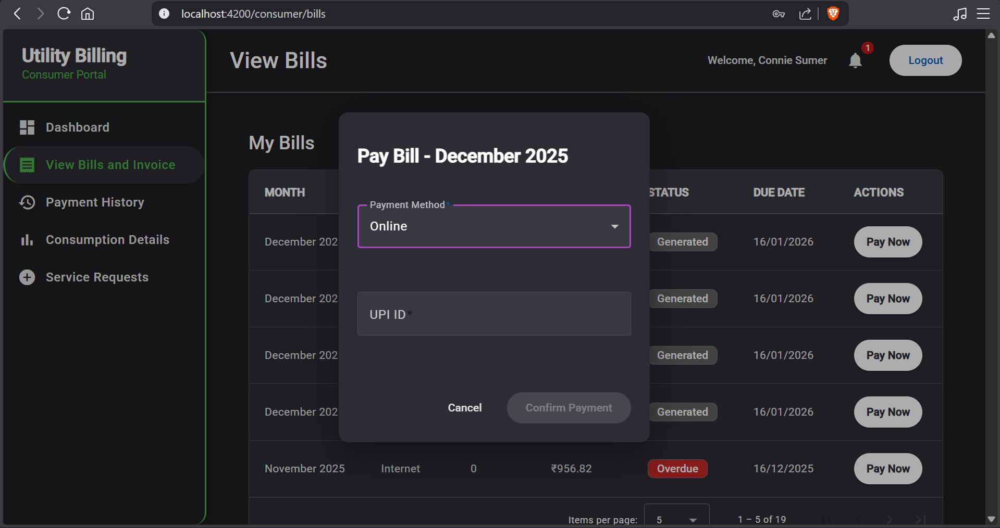 localhost:4200/consumer/bills
Utility Billing
Consumer Portal
Dashboard
View Bills and Invoice
Payment History
Consumption Details
Service Requests
View Bills
Welcome, Connie Sumer
1
Logout
My Bills
MONTH STATUS DUE DATE ACTIONS
December 202 Generated 16/01/2026 Pay Now
December 202 Generated 16/01/2026 Pay Now
December 202 Generated 16/01/2026 Pay Now
December 202 Generated 16/01/2026 Pay Now
November 2025 Internet 0 ₹956.82 Overdue 16/12/2025 Pay Now
Items per page: 5 1 – 5 of 19
Pay Bill - December 2025
Payment Method*
Online
UPI ID*
Cancel Confirm Payment